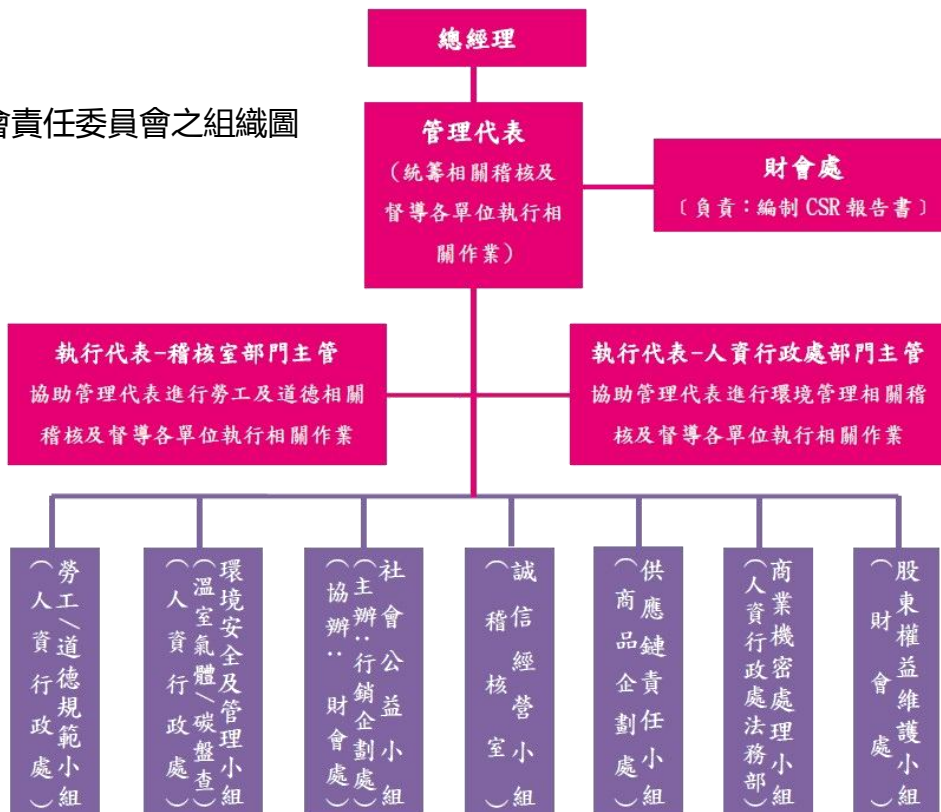 總經理
會責任委員會之組織圖
管理代表
(統籌相關稽核及
督導各單位執行相
關作業)
財會處
〔負責：編制 CSR 報告書〕
執行代表-稽核室部門主管
協助管理代表進行勞工及道德相關
稽核及督導各單位執行相關作業
執行代表-人資行政處部門主管
協助管理代表進行環境管理相關稽
核及督導各單位執行相關作業
勞工/道德規範小組
(人資行政處)
環境安全及管理小組
(溫室氣體/碳盤查)
(人資行政處)
社會公益小組
(主辦：行銷企劃處)
(協辦：財會處)
誠信經營小組
(稽核室)
供應鏈責任小組
(商品企劃處)
商業機密處理小組
(人資行政處法務部)
股東權益維護小組
(財會處)